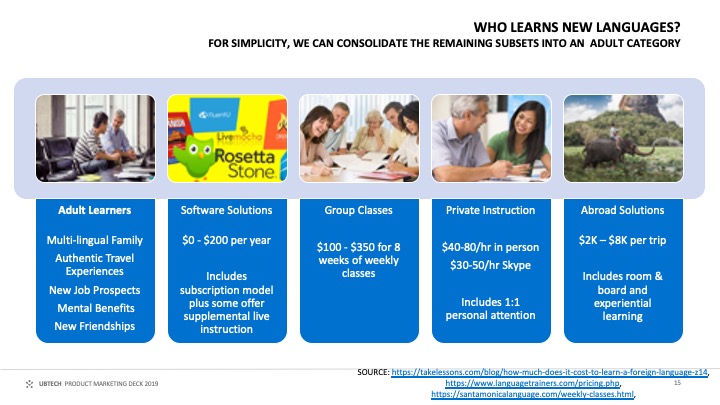 WHO LEARNS NEW LANGUAGES?
FOR SIMPLICITY, WE CAN CONSOLIDATE THE REMAINING SUBSETS INTO AN  ADULT CATEGORY
FluenTU
Livemocha
Rosetta
Stone
Adult Learners
Multi-lingual Family
Authentic Travel
Experiences
New Job Prospects
Mental Benefits
New Friendships
Software Solutions
$0 - $200 per year
Includes
subscription model
plus some offer
supplemental live
instruction
Group Classes
$100 - $350 for 8
weeks of weekly
classes
Private Instruction
$40-80/hr in person
$30-50/hr Skype
Includes 1:1
personal attention
Abroad Solutions
$2K – $8K per trip
Includes room &
board and
experiential
learning
SOURCE: https://takelessons.com/blog/how-much-does-it-cost-to-learn-a-foreign-language-z14,
https://www.languagetrainers.com/pricing.php,
https://santamonicalanguage.com/weekly-classes.html,
UBTECH PRODUCT MARKETING DECK 2019
15